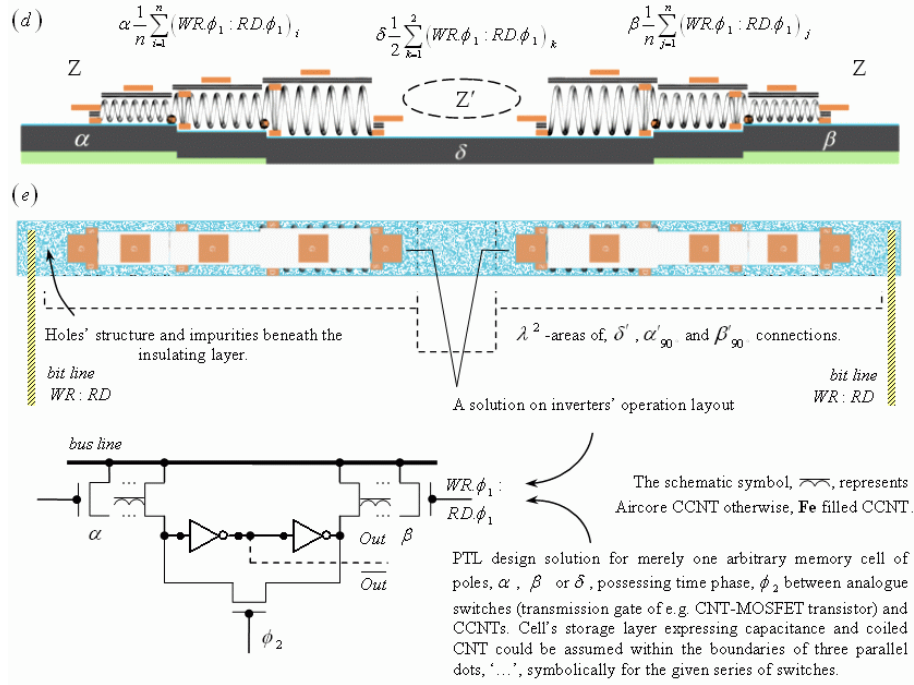 (d)
α 1/n ∑_{i=1}^{n} (WR.ϕ₁ : RD.ϕ₁)_i
δ 1/2 ∑_{k=1}^{2} (WR.ϕ₁ : RD.ϕ₁)_k
β 1/n ∑_{j=1}^{n} (WR.ϕ₁ : RD.ϕ₁)_j
Z
Z′
Z
α
δ
β
(e)
Holes' structure and impurities beneath the
insulating layer.
λ² -areas of, δ′ , α′₉₀° and β′₉₀° connections.
bit line
WR : RD
bit line
WR : RD
A solution on inverters' operation layout
bus line
... ...
... ...
α
Out
β
WR.ϕ₁ :
RD.ϕ₁
Out
ϕ₂
The schematic symbol, , represents
Aircore CCNT otherwise, Fe filled CCNT.
PTL design solution for merely one arbitrary memory cell of
poles, α , β or δ , possessing time phase, ϕ₂ between analogue
switches (transmission gate of e.g. CNT-MOSFET transistor) and
CCNTs. Cell's storage layer expressing capacitance and coiled
CNT could be assumed within the boundaries of three parallel
dots, '…', symbolically for the given series of switches.